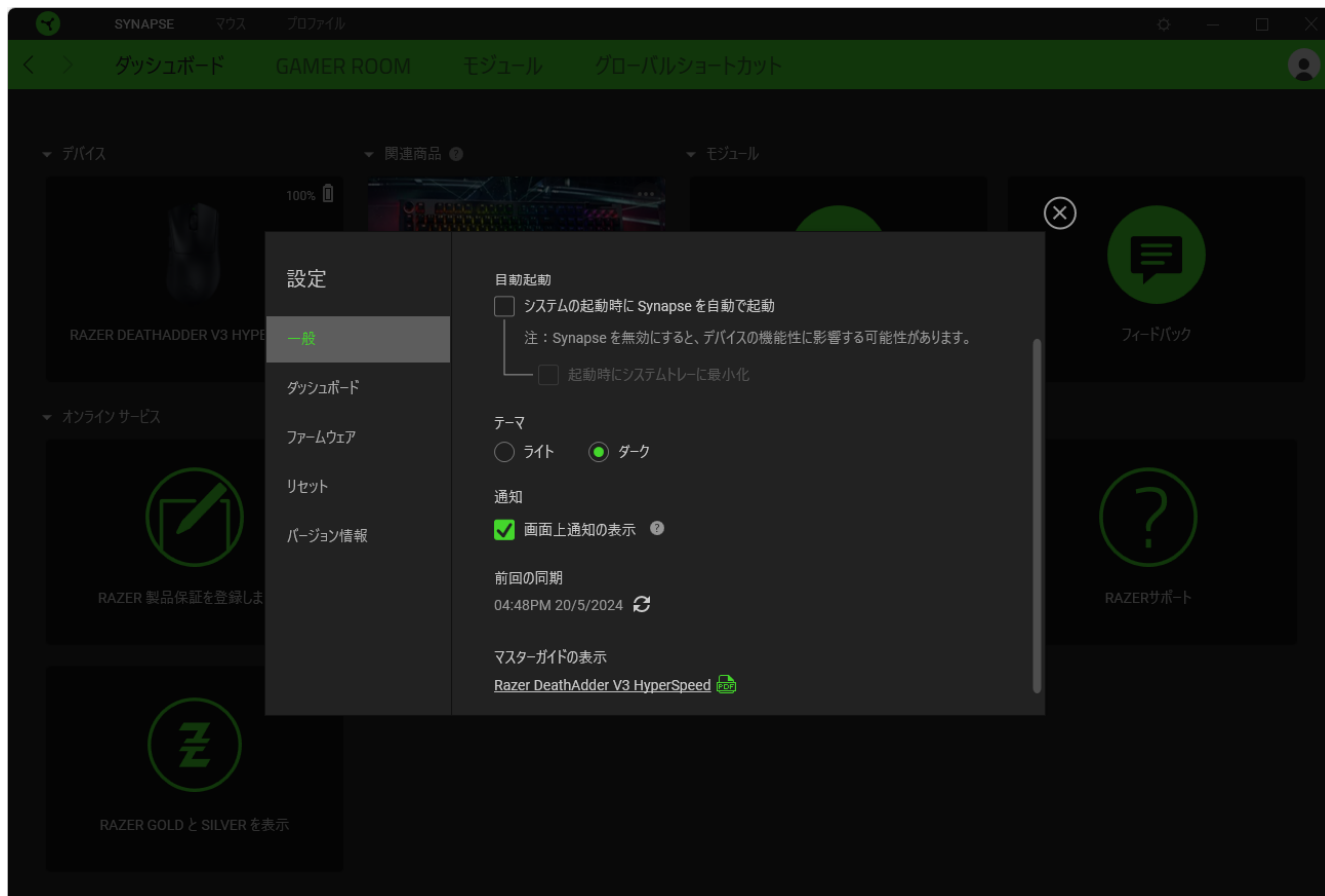 SYNAPSE マウス プロファイル
ダッシュボード GAMER ROOM モジュール グローバルショートカット
デバイス
関連商品 ?
モジュール
100%
RAZER DEATHADDER V3 HYPE
フィードバック
設定
一般
ダッシュボード
ファームウェア
リセット
バージョン情報
自動起動
システムの起動時に Synapse を自動で起動
注：Synapse を無効にすると、デバイスの機能性に影響する可能性があります。
起動時にシステムトレーに最小化
テーマ
ライト ダーク
通知
画面上通知の表示 ?
前回の同期
04:48PM 20/5/2024
マスターガイドの表示
Razer DeathAdder V3 HyperSpeed PDF
オンライン サービス
RAZER 製品保証を登録しま
RAZERサポート
RAZER GOLD と SILVER を表示